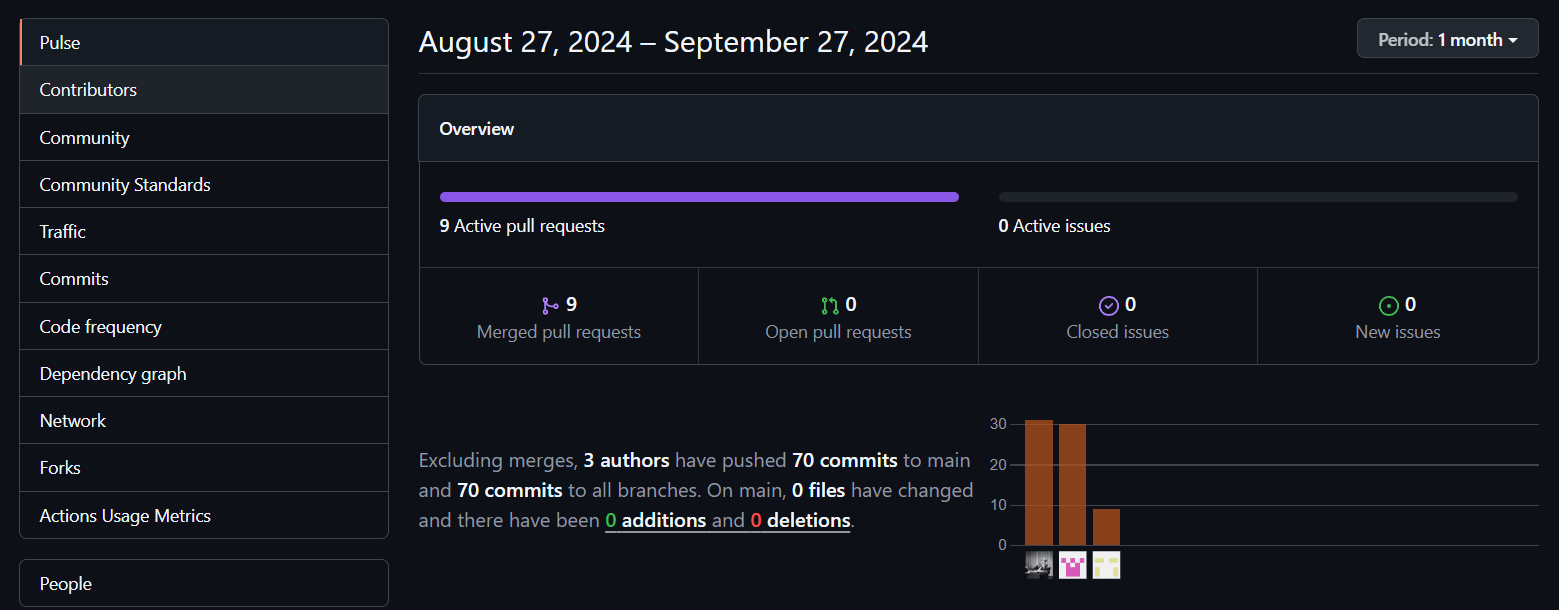 Pulse
Contributors
Community
Community Standards
Traffic
Commits
Code frequency
Dependency graph
Network
Forks
Actions Usage Metrics
People
August 27, 2024 – September 27, 2024
Period: 1 month
Overview
9 Active pull requests
0 Active issues
9
Merged pull requests
0
Open pull requests
0
Closed issues
0
New issues
Excluding merges, 3 authors have pushed 70 commits to main
and 70 commits to all branches. On main, 0 files have changed
and there have been 0 additions and 0 deletions.
30
20
10
0